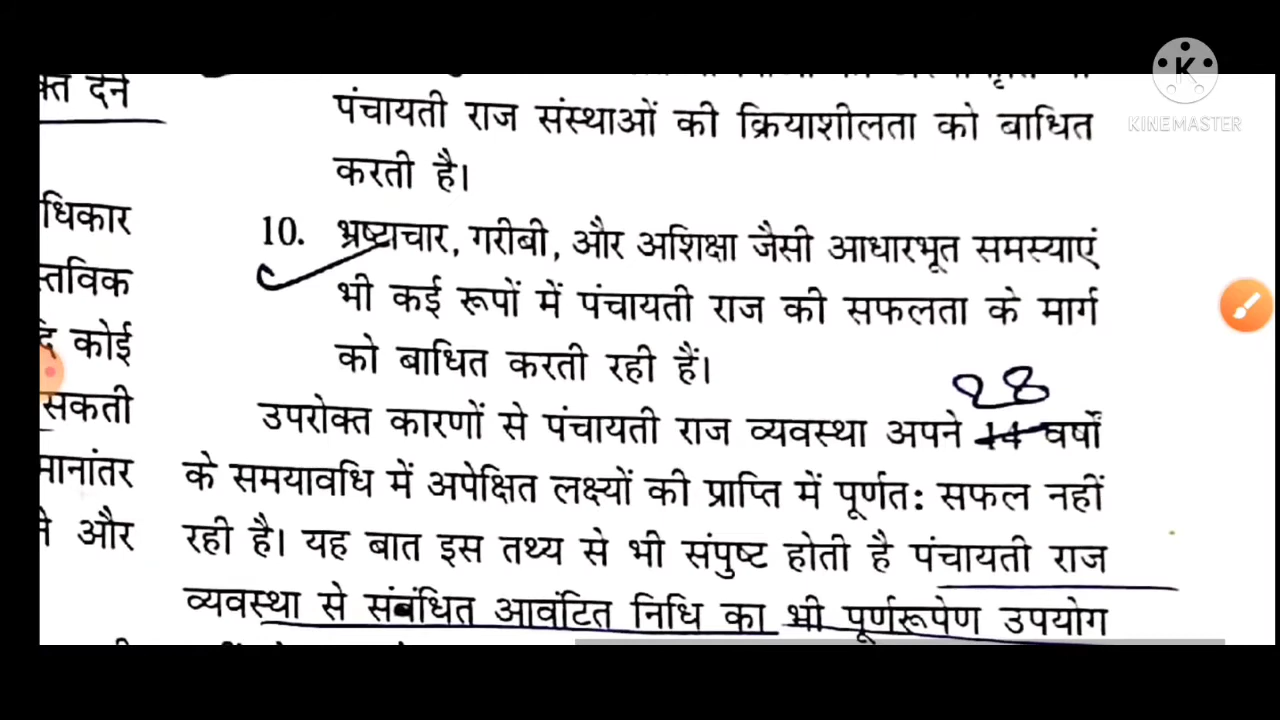 क्त देने
धिकार
स्तविक
दि कोई
सकती
मानांतर
और
पंचायती राज संस्थाओं की क्रियाशीलता को बाधित
करती है।
10. भ्रष्टाचार, गरीबी, और अशिक्षा जैसी आधारभूत समस्याएं
भी कई रूपों में पंचायती राज की सफलता के मार्ग
को बाधित करती रही हैं।
28
उपरोक्त कारणों से पंचायती राज व्यवस्था अपने 14 वर्षों
के समयावधि में अपेक्षित लक्ष्यों की प्राप्ति में पूर्णत: सफल नहीं
रही है। यह बात इस तथ्य से भी संपुष्ट होती है पंचायती राज
व्यवस्था से संबंधित आवंटित निधि का भी पूर्णरूपेण उपयोग
K
KINEMASTER